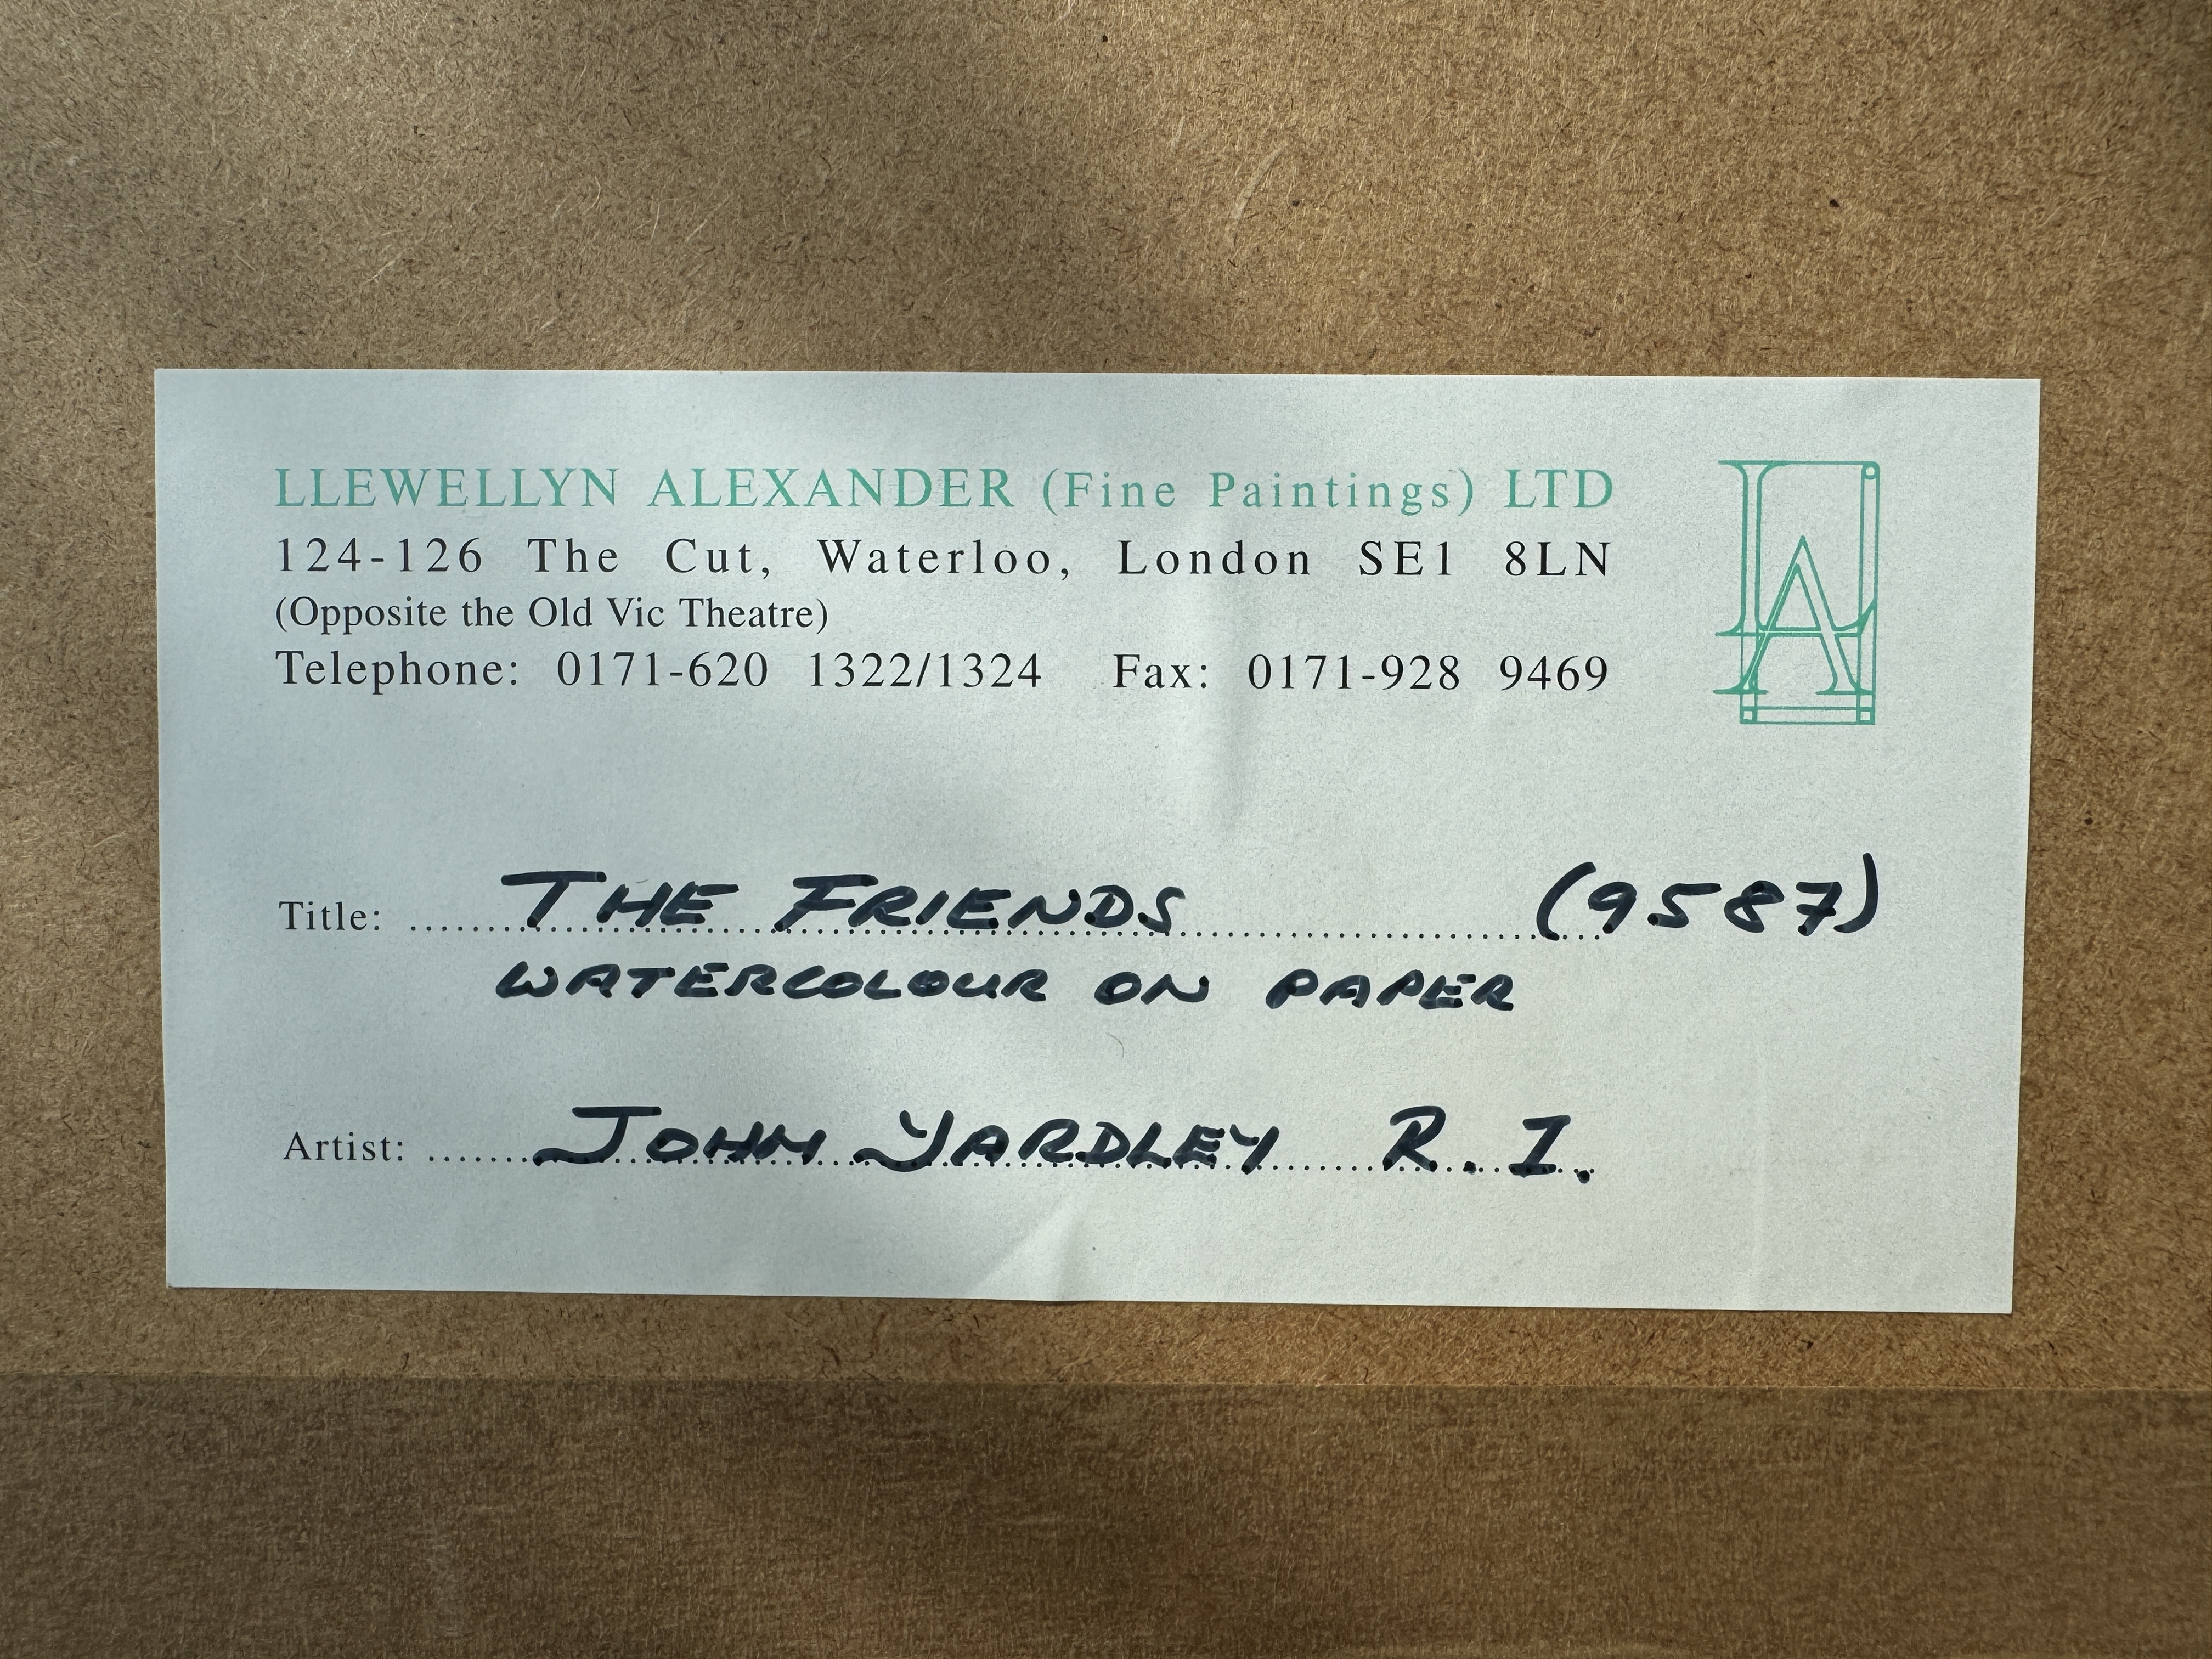 LLEWELLYN ALEXANDER (Fine Paintings) LTD
124-126 The Cut, Waterloo, London SE1 8LN
(Opposite the Old Vic Theatre)
Telephone: 0171-620 1322/1324 Fax: 0171-928 9469
LA
Title: THE FRIENDS (9587)
WATERCOLOUR ON PAPER
Artist: JOHN YARDLEY R.I.